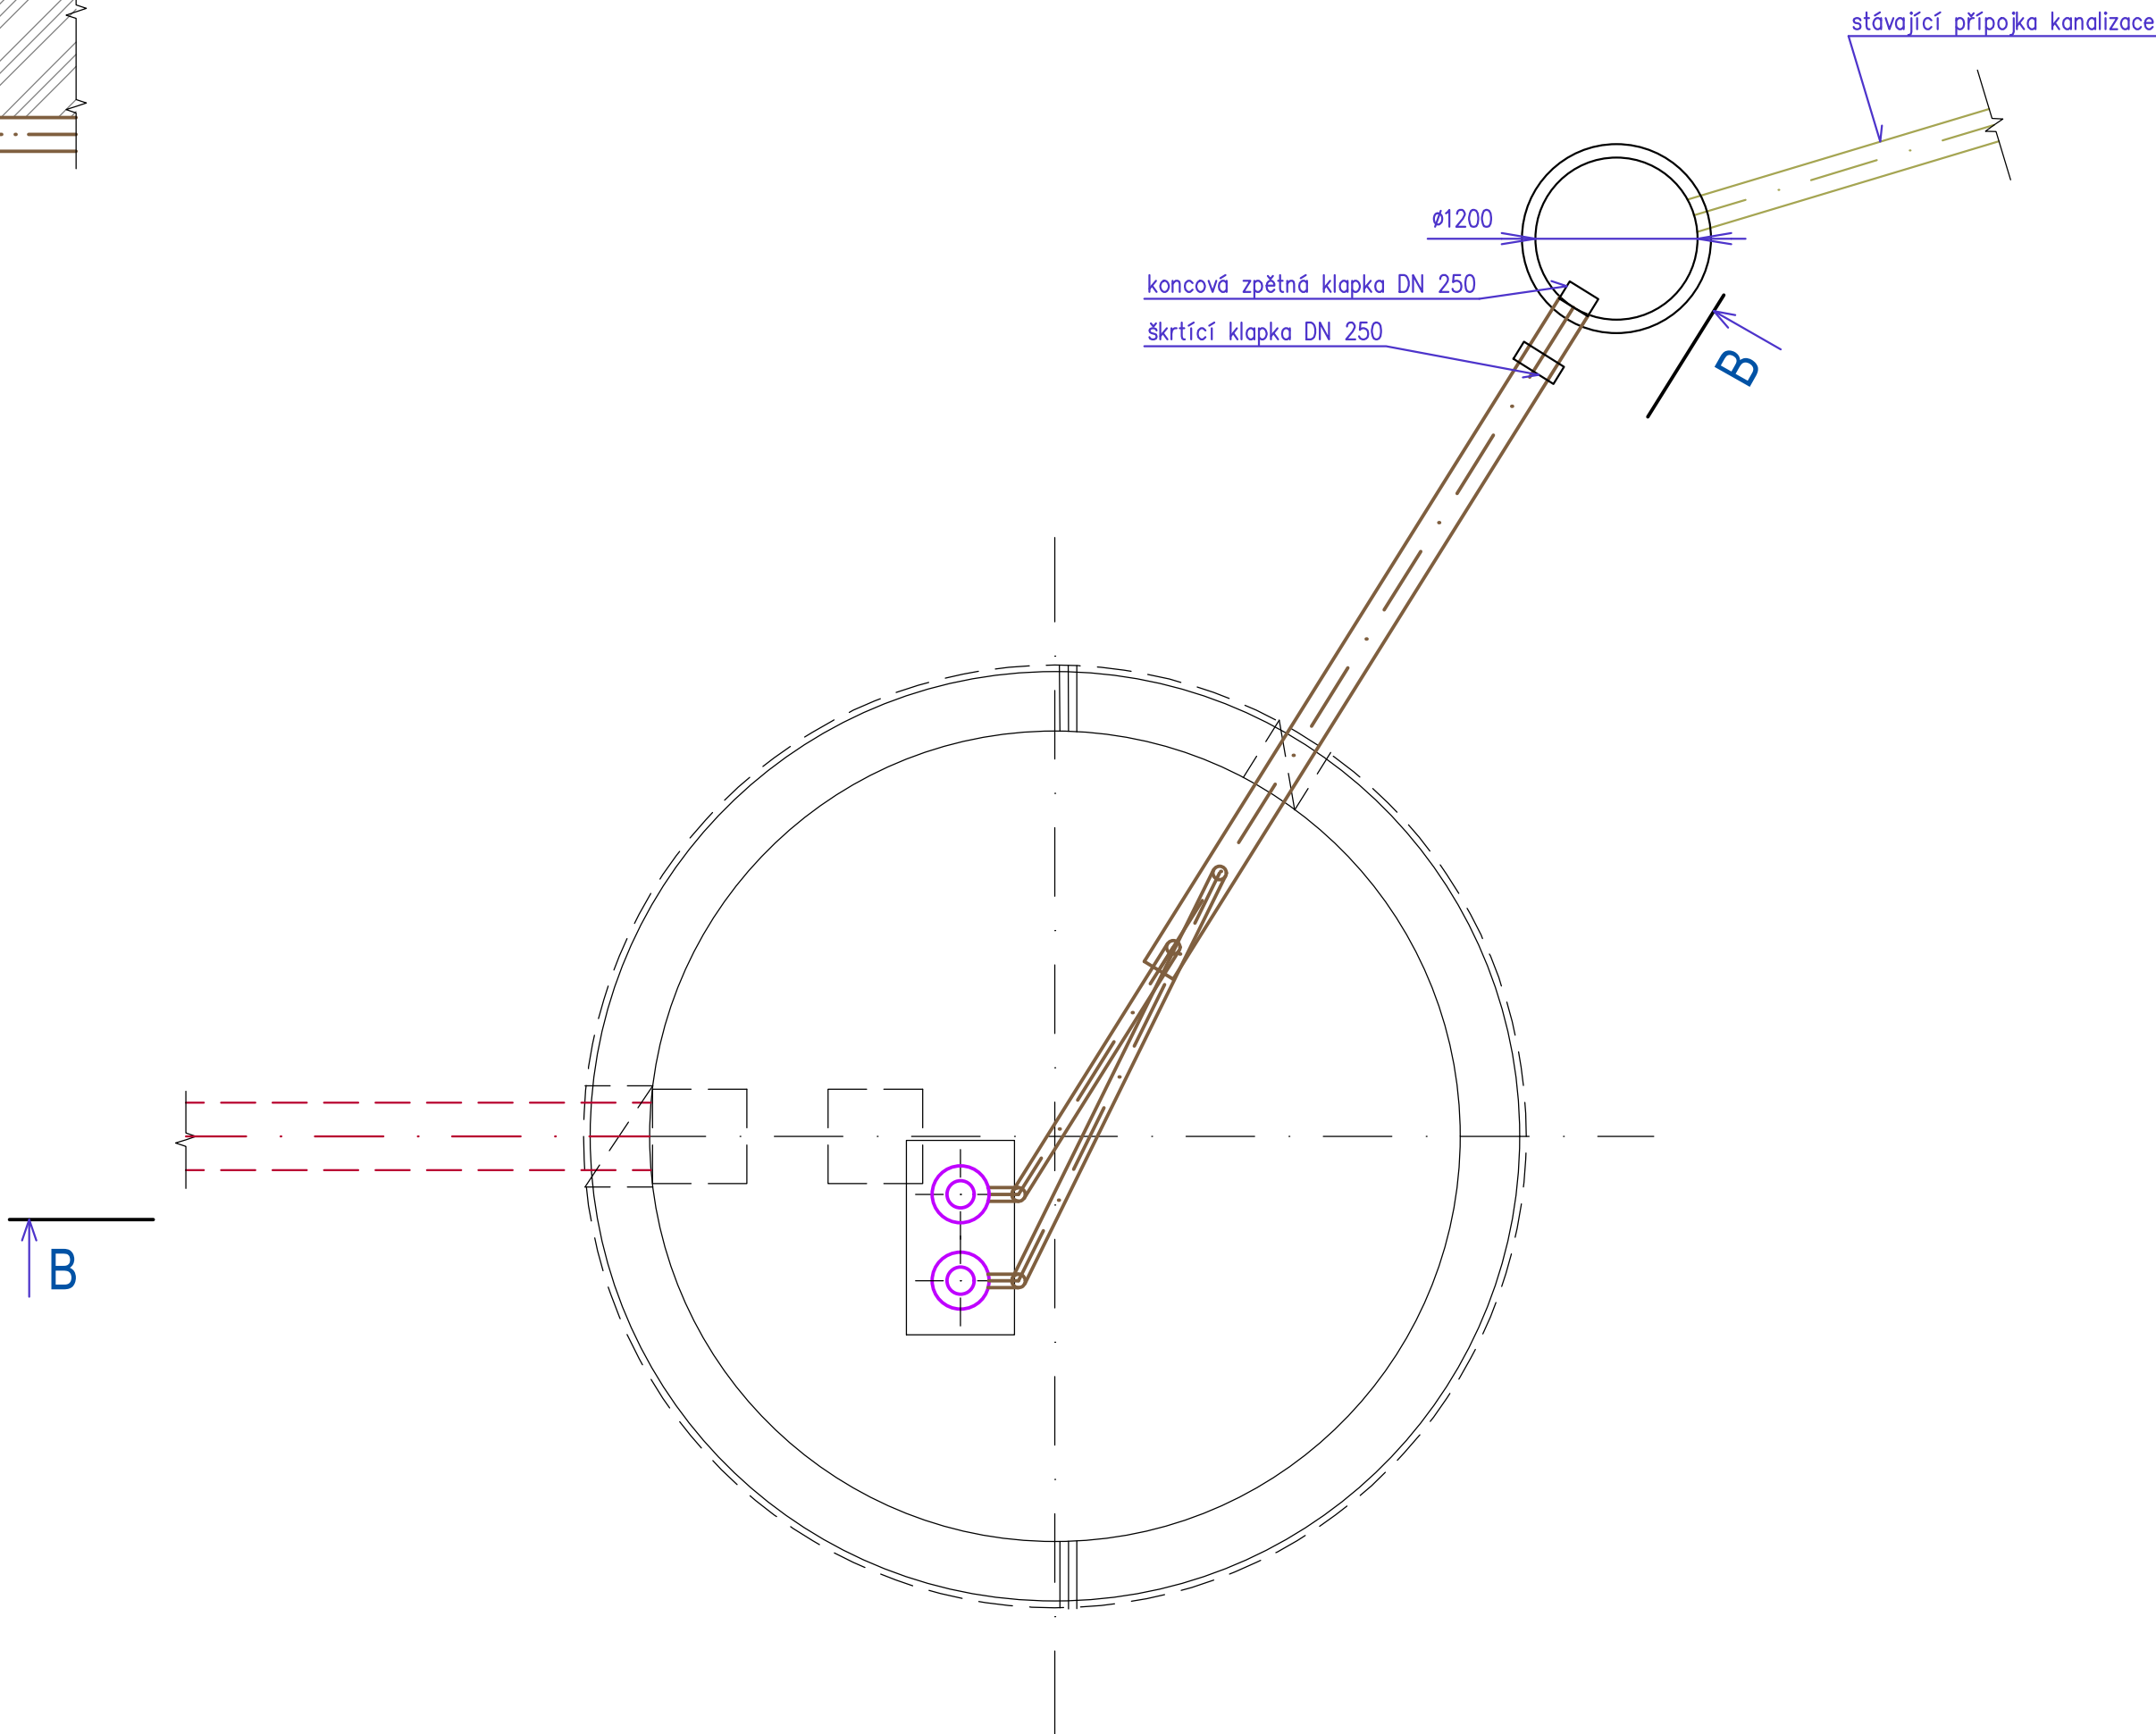 stávající přípojka kanalizace
ø1200
koncová zpětná klapka DN 250
škrtící klapka DN 250
B
B